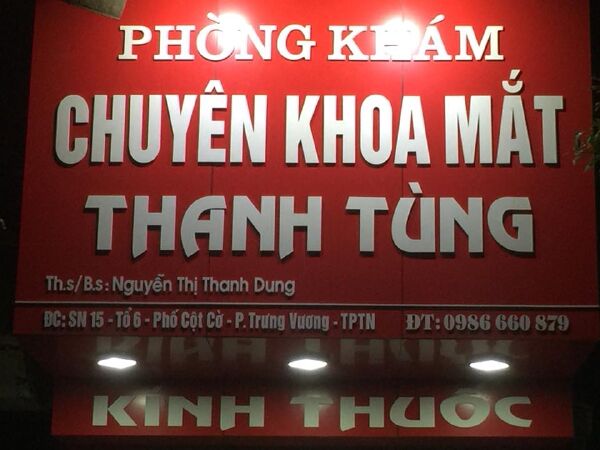 PHÒNG KHÁM
CHUYÊN KHOA MẮT
THANH TÙNG
Th.s/B.s: Nguyễn Thị Thanh Dung
ĐC: SN 15 - Tổ 6 - Phố Cột Cờ - P. Trưng Vương - TPTN ĐT: 0986 660 879
KÍNH THUỐC